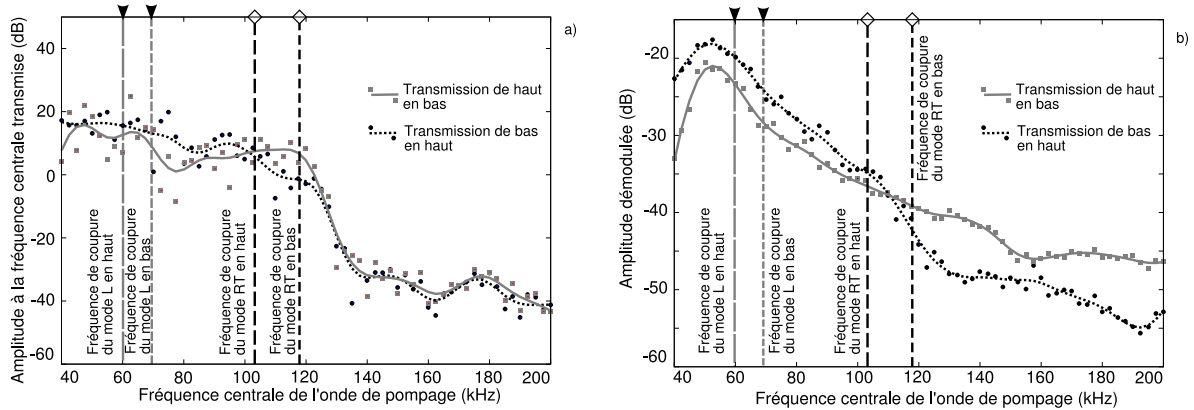 a)
Amplitude à la fréquence centrale transmise (dB)
40
20
0
-20
-40
-60
Transmission de haut
en bas
Transmission de bas
en haut
Fréquence de coupure
du mode L en haut
Fréquence de coupure
du mode L en bas
Fréquence de coupure
du mode RT en haut
Fréquence de coupure
du mode RT en bas
40 60 80 100 120 140 160 180 200
Fréquence centrale de l'onde de pompage (kHz)
b)
Amplitude démodulée (dB)
-20
-30
-40
-50
-60
Transmission de haut
en bas
Transmission de bas
en haut
Fréquence de coupure
du mode L en haut
Fréquence de coupure
du mode L en bas
Fréquence de coupure
du mode RT en haut
Fréquence de coupure
du mode RT en bas
40 60 80 100 120 140 160 180 200
Fréquence centrale de l'onde de pompage (kHz)